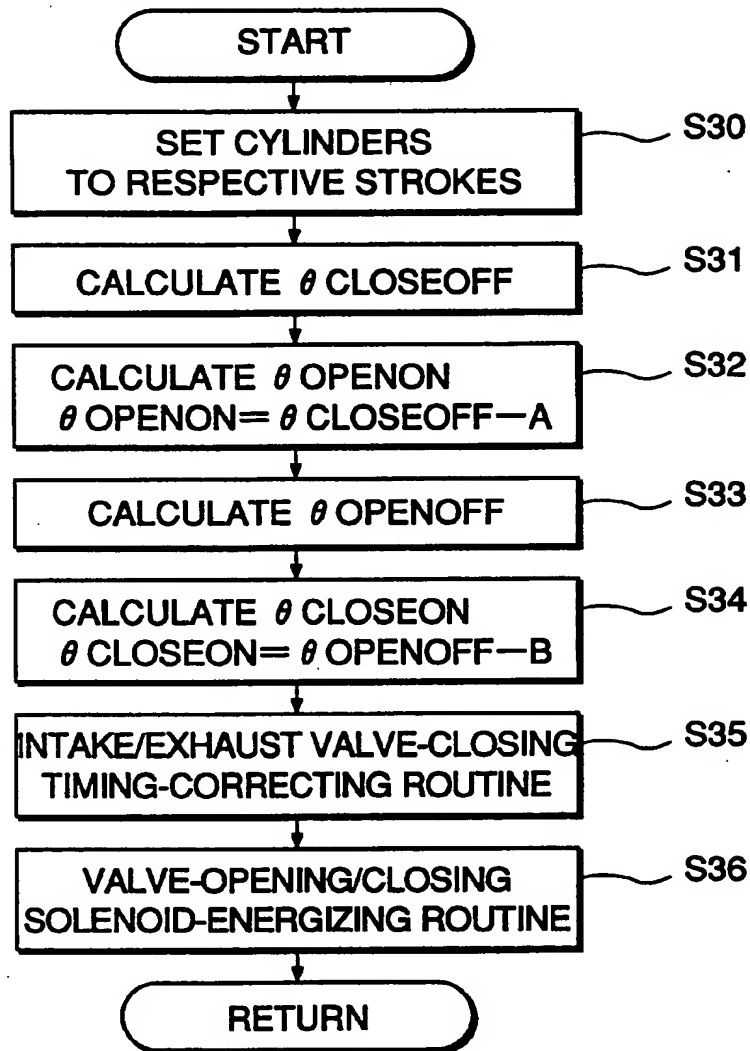 START
SET CYLINDERS
TO RESPECTIVE STROKES
S30
CALCULATE θ CLOSEOFF
S31
CALCULATE θ OPENON
θ OPENON= θ CLOSEOFF—A
S32
CALCULATE θ OPENOFF
S33
CALCULATE θ CLOSEON
θ CLOSEON= θ OPENOFF—B
S34
INTAKE/EXHAUST VALVE-CLOSING
TIMING-CORRECTING ROUTINE
S35
VALVE-OPENING/CLOSING
SOLENOID-ENERGIZING ROUTINE
S36
RETURN